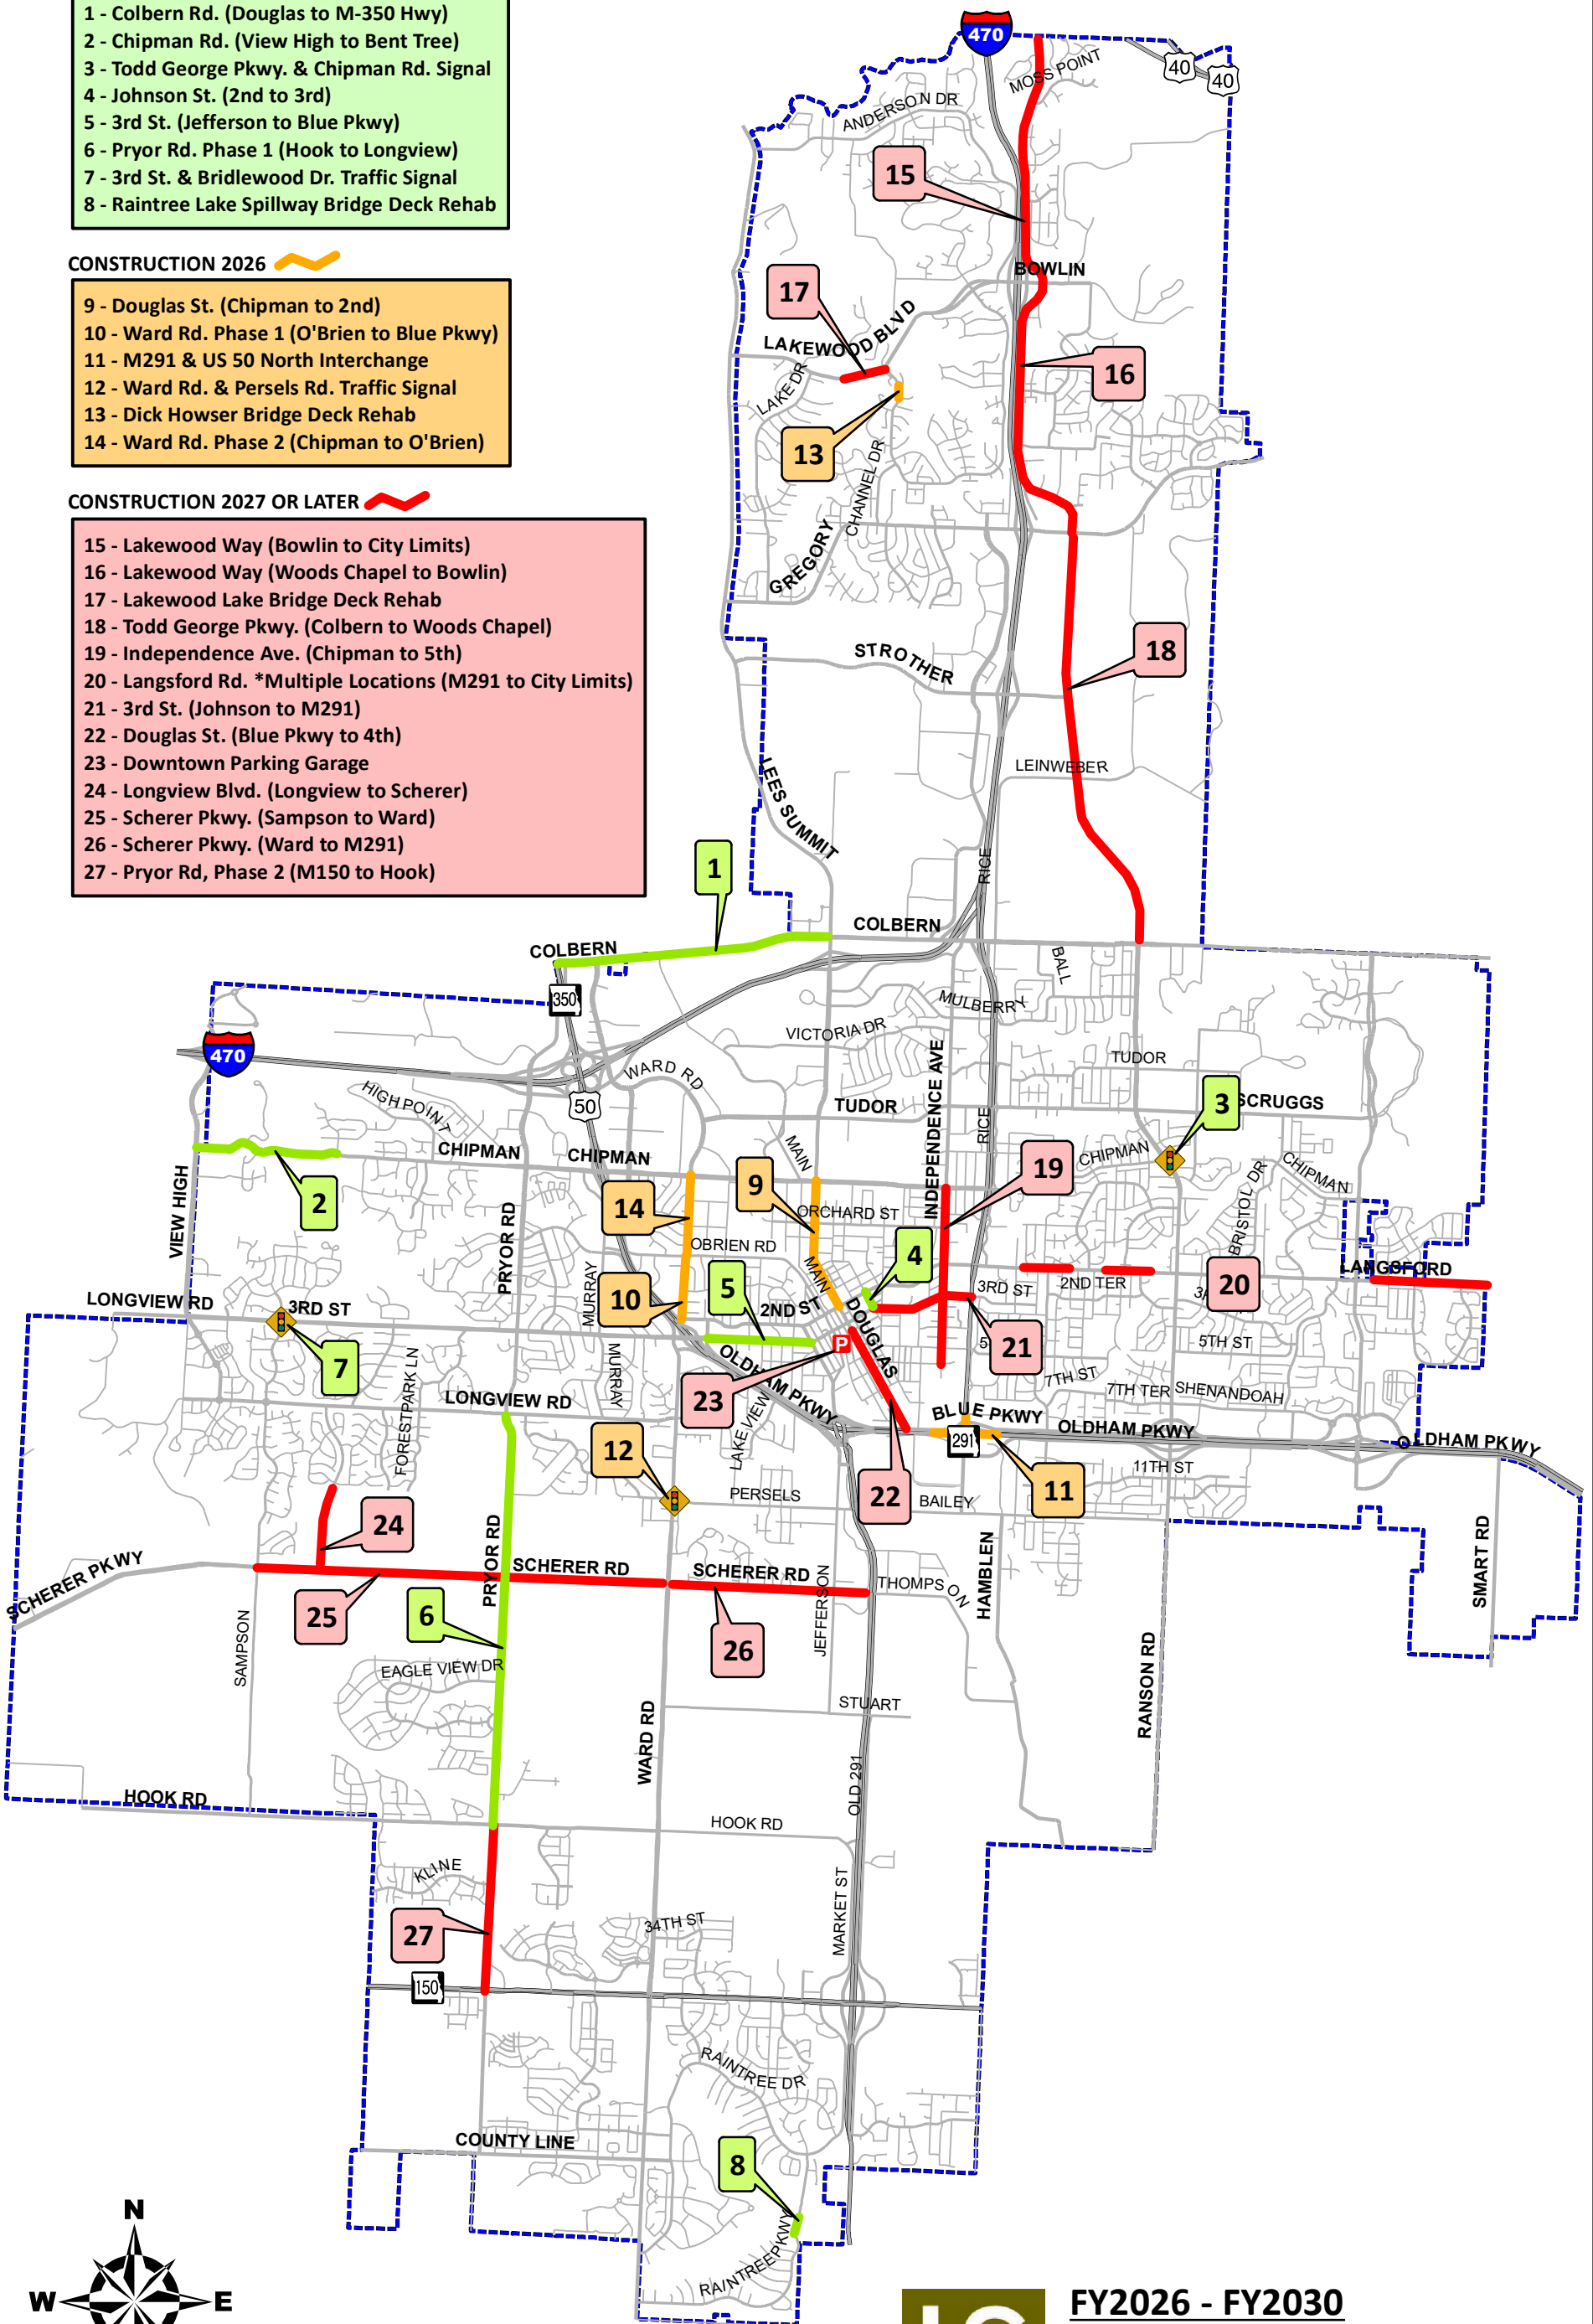 1 - Colbern Rd. (Douglas to M-350 Hwy)
2 - Chipman Rd. (View High to Bent Tree)
3 - Todd George Pkwy. & Chipman Rd. Signal
4 - Johnson St. (2nd to 3rd)
5 - 3rd St. (Jefferson to Blue Pkwy)
6 - Pryor Rd. Phase 1 (Hook to Longview)
7 - 3rd St. & Bridlewood Dr. Traffic Signal
8 - Raintree Lake Spillway Bridge Deck Rehab
CONSTRUCTION 2026
9 - Douglas St. (Chipman to 2nd)
10 - Ward Rd. Phase 1 (O'Brien to Blue Pkwy)
11 - M291 & US 50 North Interchange
12 - Ward Rd. & Persels Rd. Traffic Signal
13 - Dick Howser Bridge Deck Rehab
14 - Ward Rd. Phase 2 (Chipman to O'Brien)
CONSTRUCTION 2027 OR LATER
15 - Lakewood Way (Bowlin to City Limits)
16 - Lakewood Way (Woods Chapel to Bowlin)
17 - Lakewood Lake Bridge Deck Rehab
18 - Todd George Pkwy. (Colbern to Woods Chapel)
19 - Independence Ave. (Chipman to 5th)
20 - Langsford Rd. *Multiple Locations (M291 to City Limits)
21 - 3rd St. (Johnson to M291)
22 - Douglas St. (Blue Pkwy to 4th)
23 - Downtown Parking Garage
24 - Longview Blvd. (Longview to Scherer)
25 - Scherer Pkwy. (Sampson to Ward)
26 - Scherer Pkwy. (Ward to M291)
27 - Pryor Rd, Phase 2 (M150 to Hook)
470
40
40
MOSS POINT
ANDERSON DR
15
BOWLIN
17
LAKEWOOD BLVD
16
LAKE DR
13
CHANNEL DR
GREGORY
STROTHER
18
LEINWEBER
LEES SUMMIT
RICE
1
COLBERN
COLBERN
BALL
350
MULBERRY
VICTORIA DR
470
WARD RD
TUDOR
INDEPENDENCE AVE
HIGH POINT
50
TUDOR
3
SCRUGGS
RICE
MAIN
CHIPMAN
CHIPMAN
CHIPMAN
CHIPMAN
19
BRISTOL DR
VIEW HIGH
2
14
9
ORCHARD ST
PRYOR RD
OBRIEN RD
4
MURRAY
MAIN
LANGSFORD
2ND TER
20
3RD ST
10
5
2ND ST
DOUGLAS
LONGVIEW RD
3RD ST
P
21
5TH ST
7
OLDHAM PKWY
MURRAY
FORESTPARK LN
7TH ST
7TH TER
SHENANDOAH
23
LAKE VIEW
LONGVIEW RD
BLUE PKWY
OLDHAM PKWY
OLDHAM PKWY
291
12
11TH ST
PERSELS
22
BAILEY
11
24
PRYOR RD
SCHERER RD
SCHERER RD
JEFFERSON
THOMPSON
HAMBLEN
SMART RD
SCHERER PKWY
25
6
26
SAMPSON
EAGLE VIEW DR
RANSON RD
WARD RD
STUART
OLD 291
HOOK RD
HOOK RD
KLINE
MARKET ST
34TH ST
27
150
RAINTREE DR
COUNTY LINE
8
RAINTREE PKWY
N
W
E
LS
FY2026 - FY2030